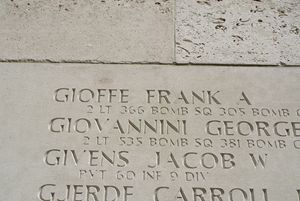 GIOFFE FRANK A
2 LT 366 BOMB SQ 305 BOMB
GIOVANNINI GEORGE
2 LT 535 BOMB SQ 381 BOMB
GIVENS JACOB W
PVT 60 INF 9 DIV
GJERDE CARROLL